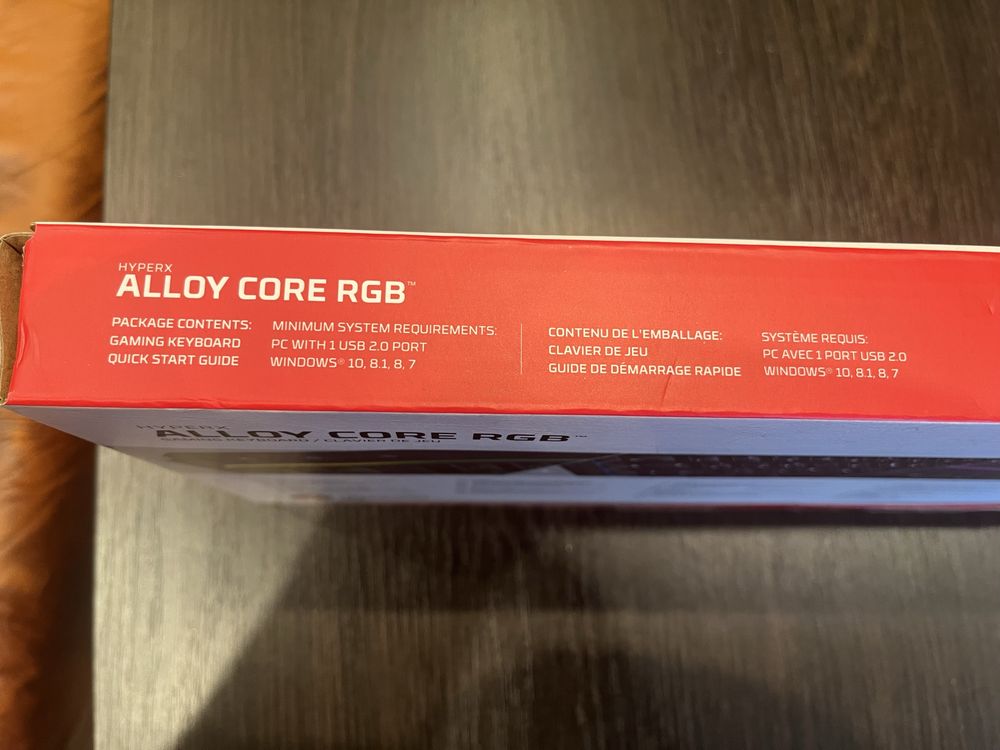 HYPERX
ALLOY CORE RGB™
PACKAGE CONTENTS:
GAMING KEYBOARD
QUICK START GUIDE
MINIMUM SYSTEM REQUIREMENTS:
PC WITH 1 USB 2.0 PORT
WINDOWS® 10, 8.1, 8, 7
CONTENU DE L'EMBALLAGE:
CLAVIER DE JEU
GUIDE DE DÉMARRAGE RAPIDE
SYSTÈME REQUIS:
PC AVEC 1 PORT USB 2.0
WINDOWS® 10, 8.1, 8, 7
HYPERX
ALLOY CORE RGB™
GAMING KEYBOARD / CLAVIER DE JEU